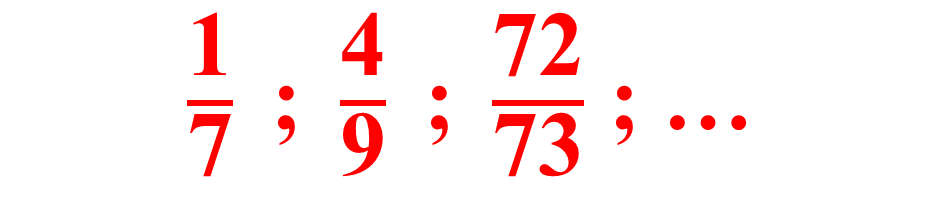 1/7 ; 4/9 ; 72/73 ; ...